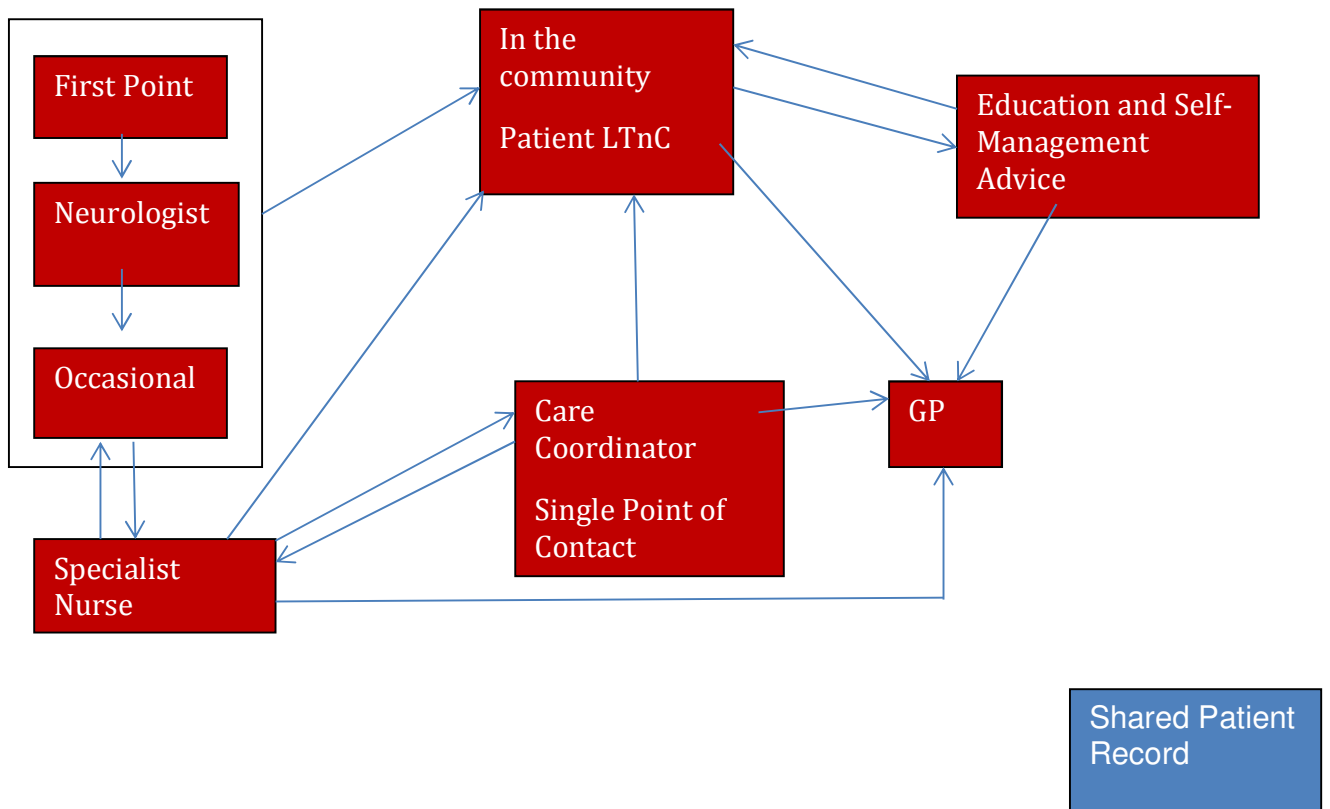 First Point
Neurologist
Occasional
Specialist
Nurse
In the
community
Patient LTnC
Care
Coordinator
Single Point of
Contact
Education and Self-
Management
Advice
GP
Shared Patient
Record